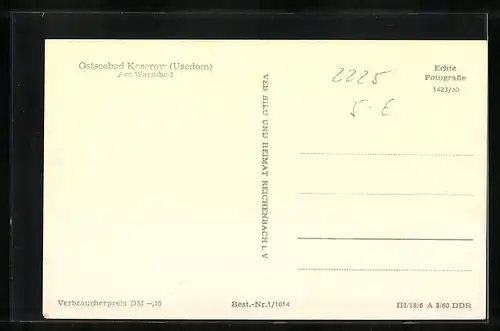 Ostseebad Koserow (Usedom)
Am Warmbad
2225
5.- E
Echte
Fotografie
1423/50
VEB BILD UND HEIMAT REICHENBACH I. V
Verbraucherpreis DM -,15
Best.-Nr.1/1014
III/18/6 A 3/60 DDR